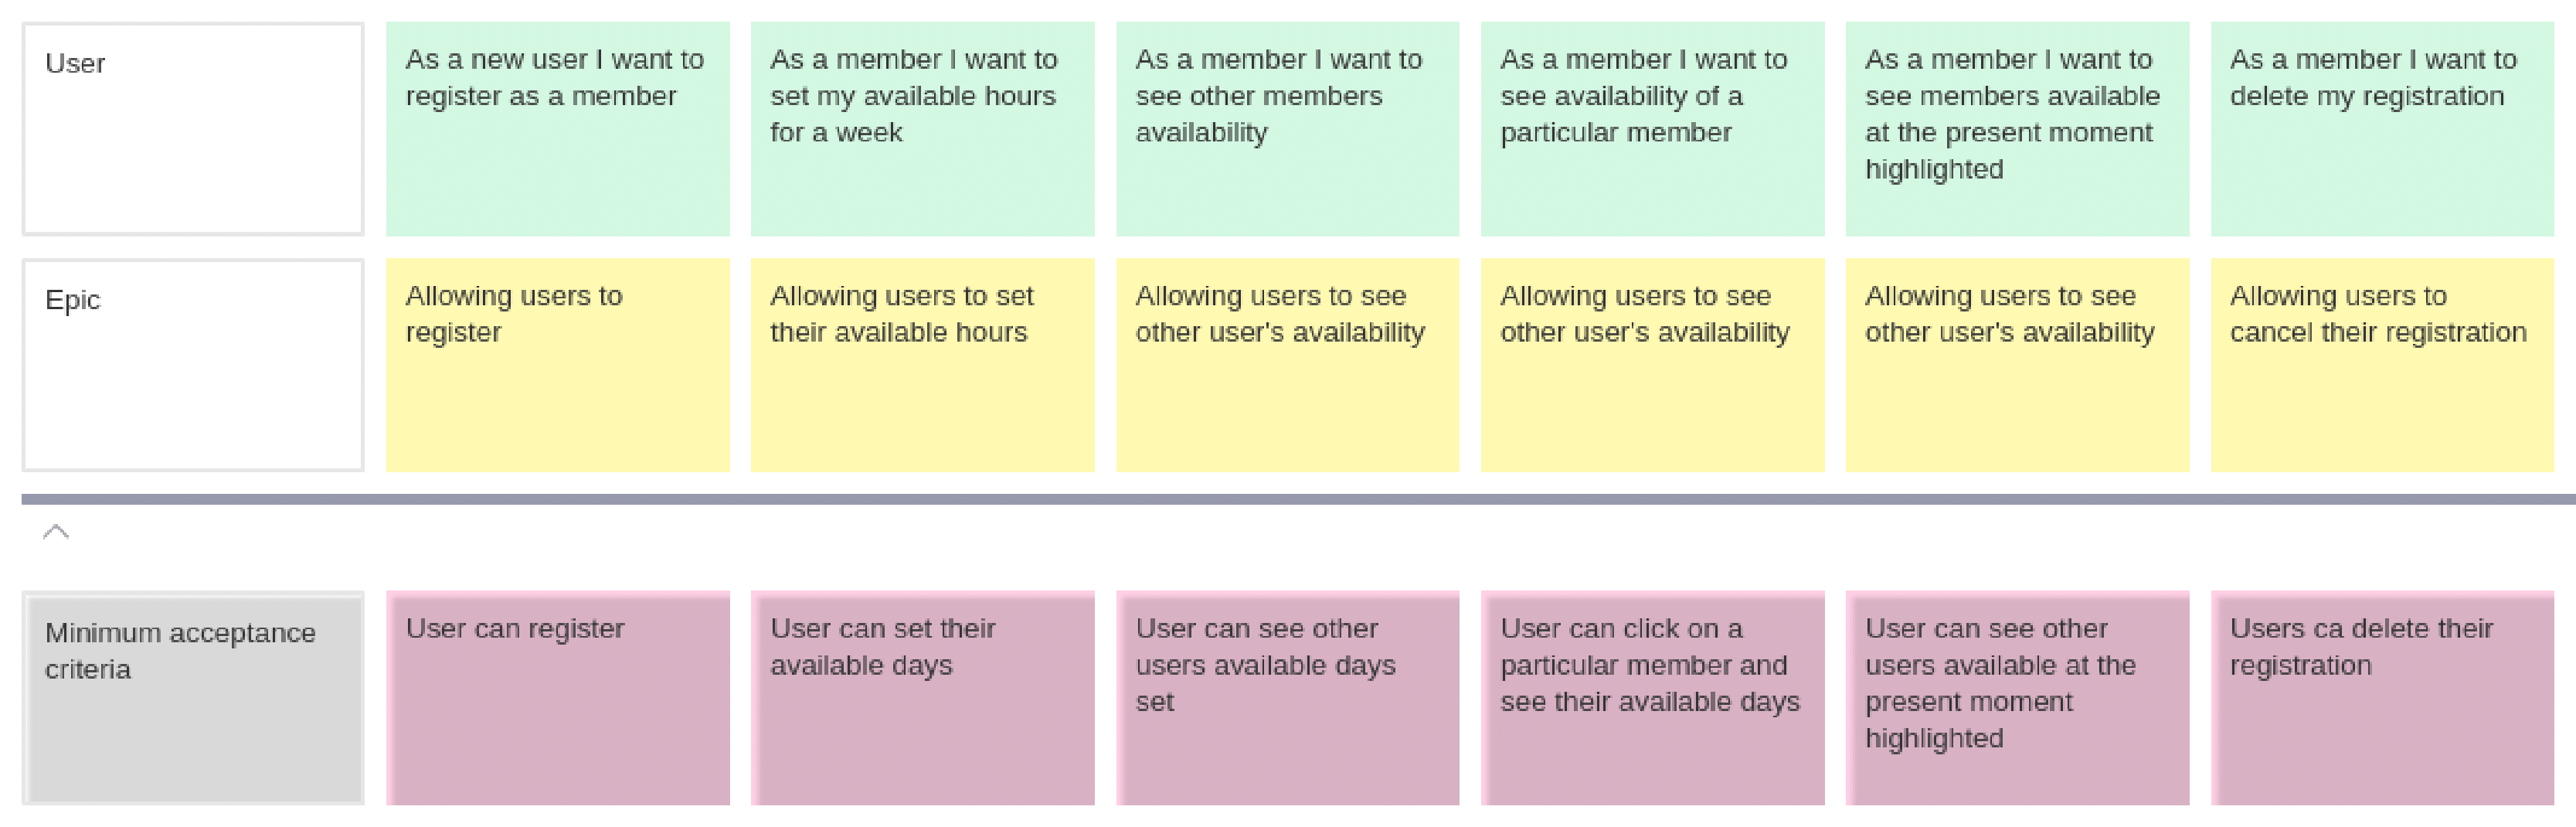 User
As a new user I want to
register as a member
As a member I want to
set my available hours
for a week
As a member I want to
see other members
availability
As a member I want to
see availability of a
particular member
As a member I want to
see members available
at the present moment
highlighted
As a member I want to
delete my registration
Epic
Allowing users to
register
Allowing users to set
their available hours
Allowing users to see
other user's availability
Allowing users to see
other user's availability
Allowing users to see
other user's availability
Allowing users to
cancel their registration
Minimum acceptance
criteria
User can register
User can set their
available days
User can see other
users available days
set
User can click on a
particular member and
see their available days
User can see other
users available at the
present moment
highlighted
Users ca delete their
registration